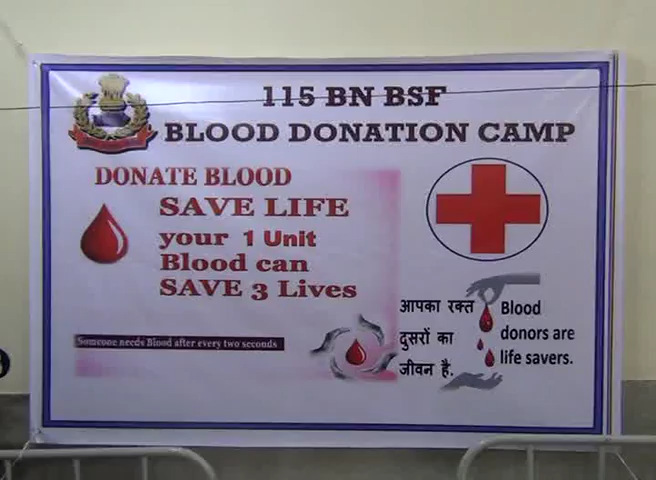 115 BN BSF
BLOOD DONATION CAMP
DONATE BLOOD
SAVE LIFE
your 1 Unit
Blood can
SAVE 3 Lives
Someone needs Blood after every two seconds
आपका रक्त
दुसरों का
जीवन है.
Blood
donors are
life savers.